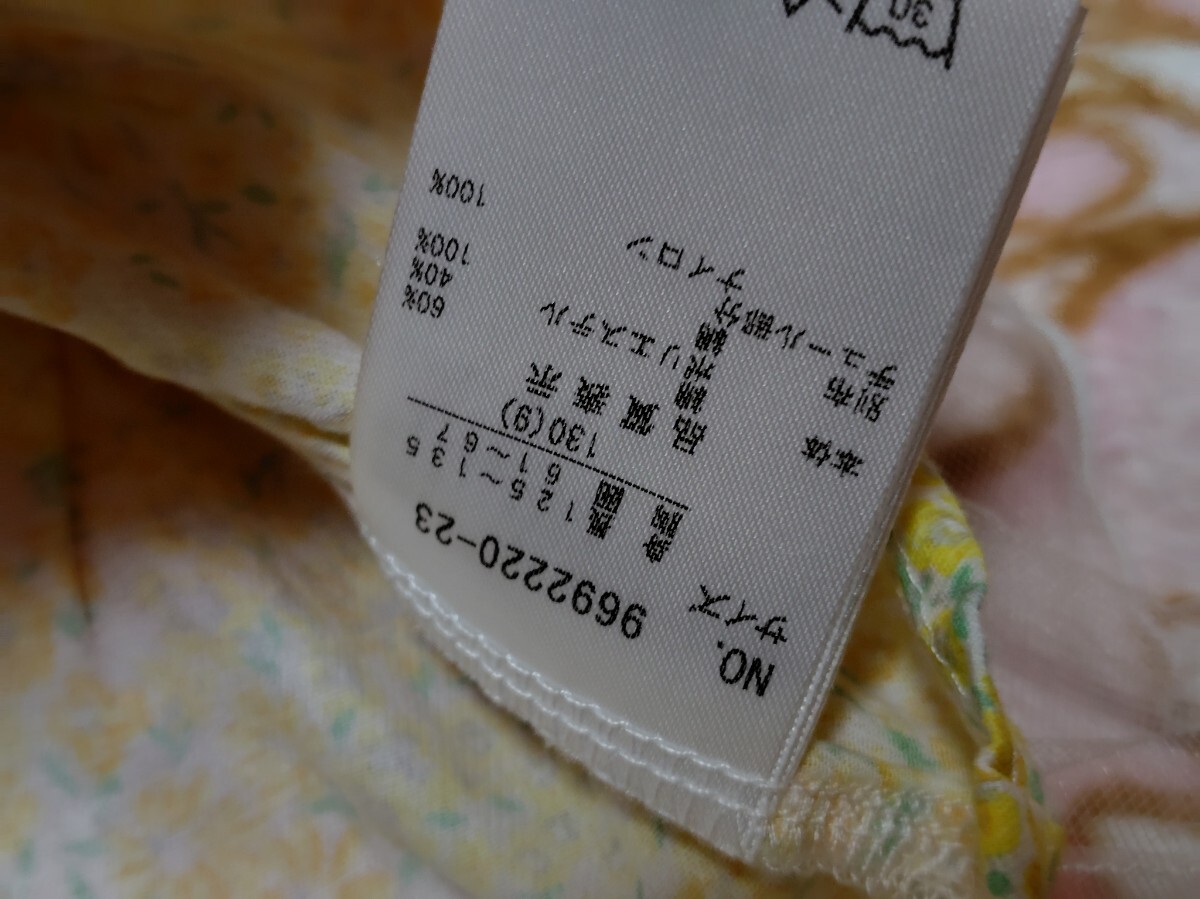 NO. 9692220-23
サイズ
身長 125～135
胸囲 61～67
130(9)
品質表示
本体
綿 60%
ポリエステル 40%
別布 綿 100%
チュール部分
ナイロン 100%
30